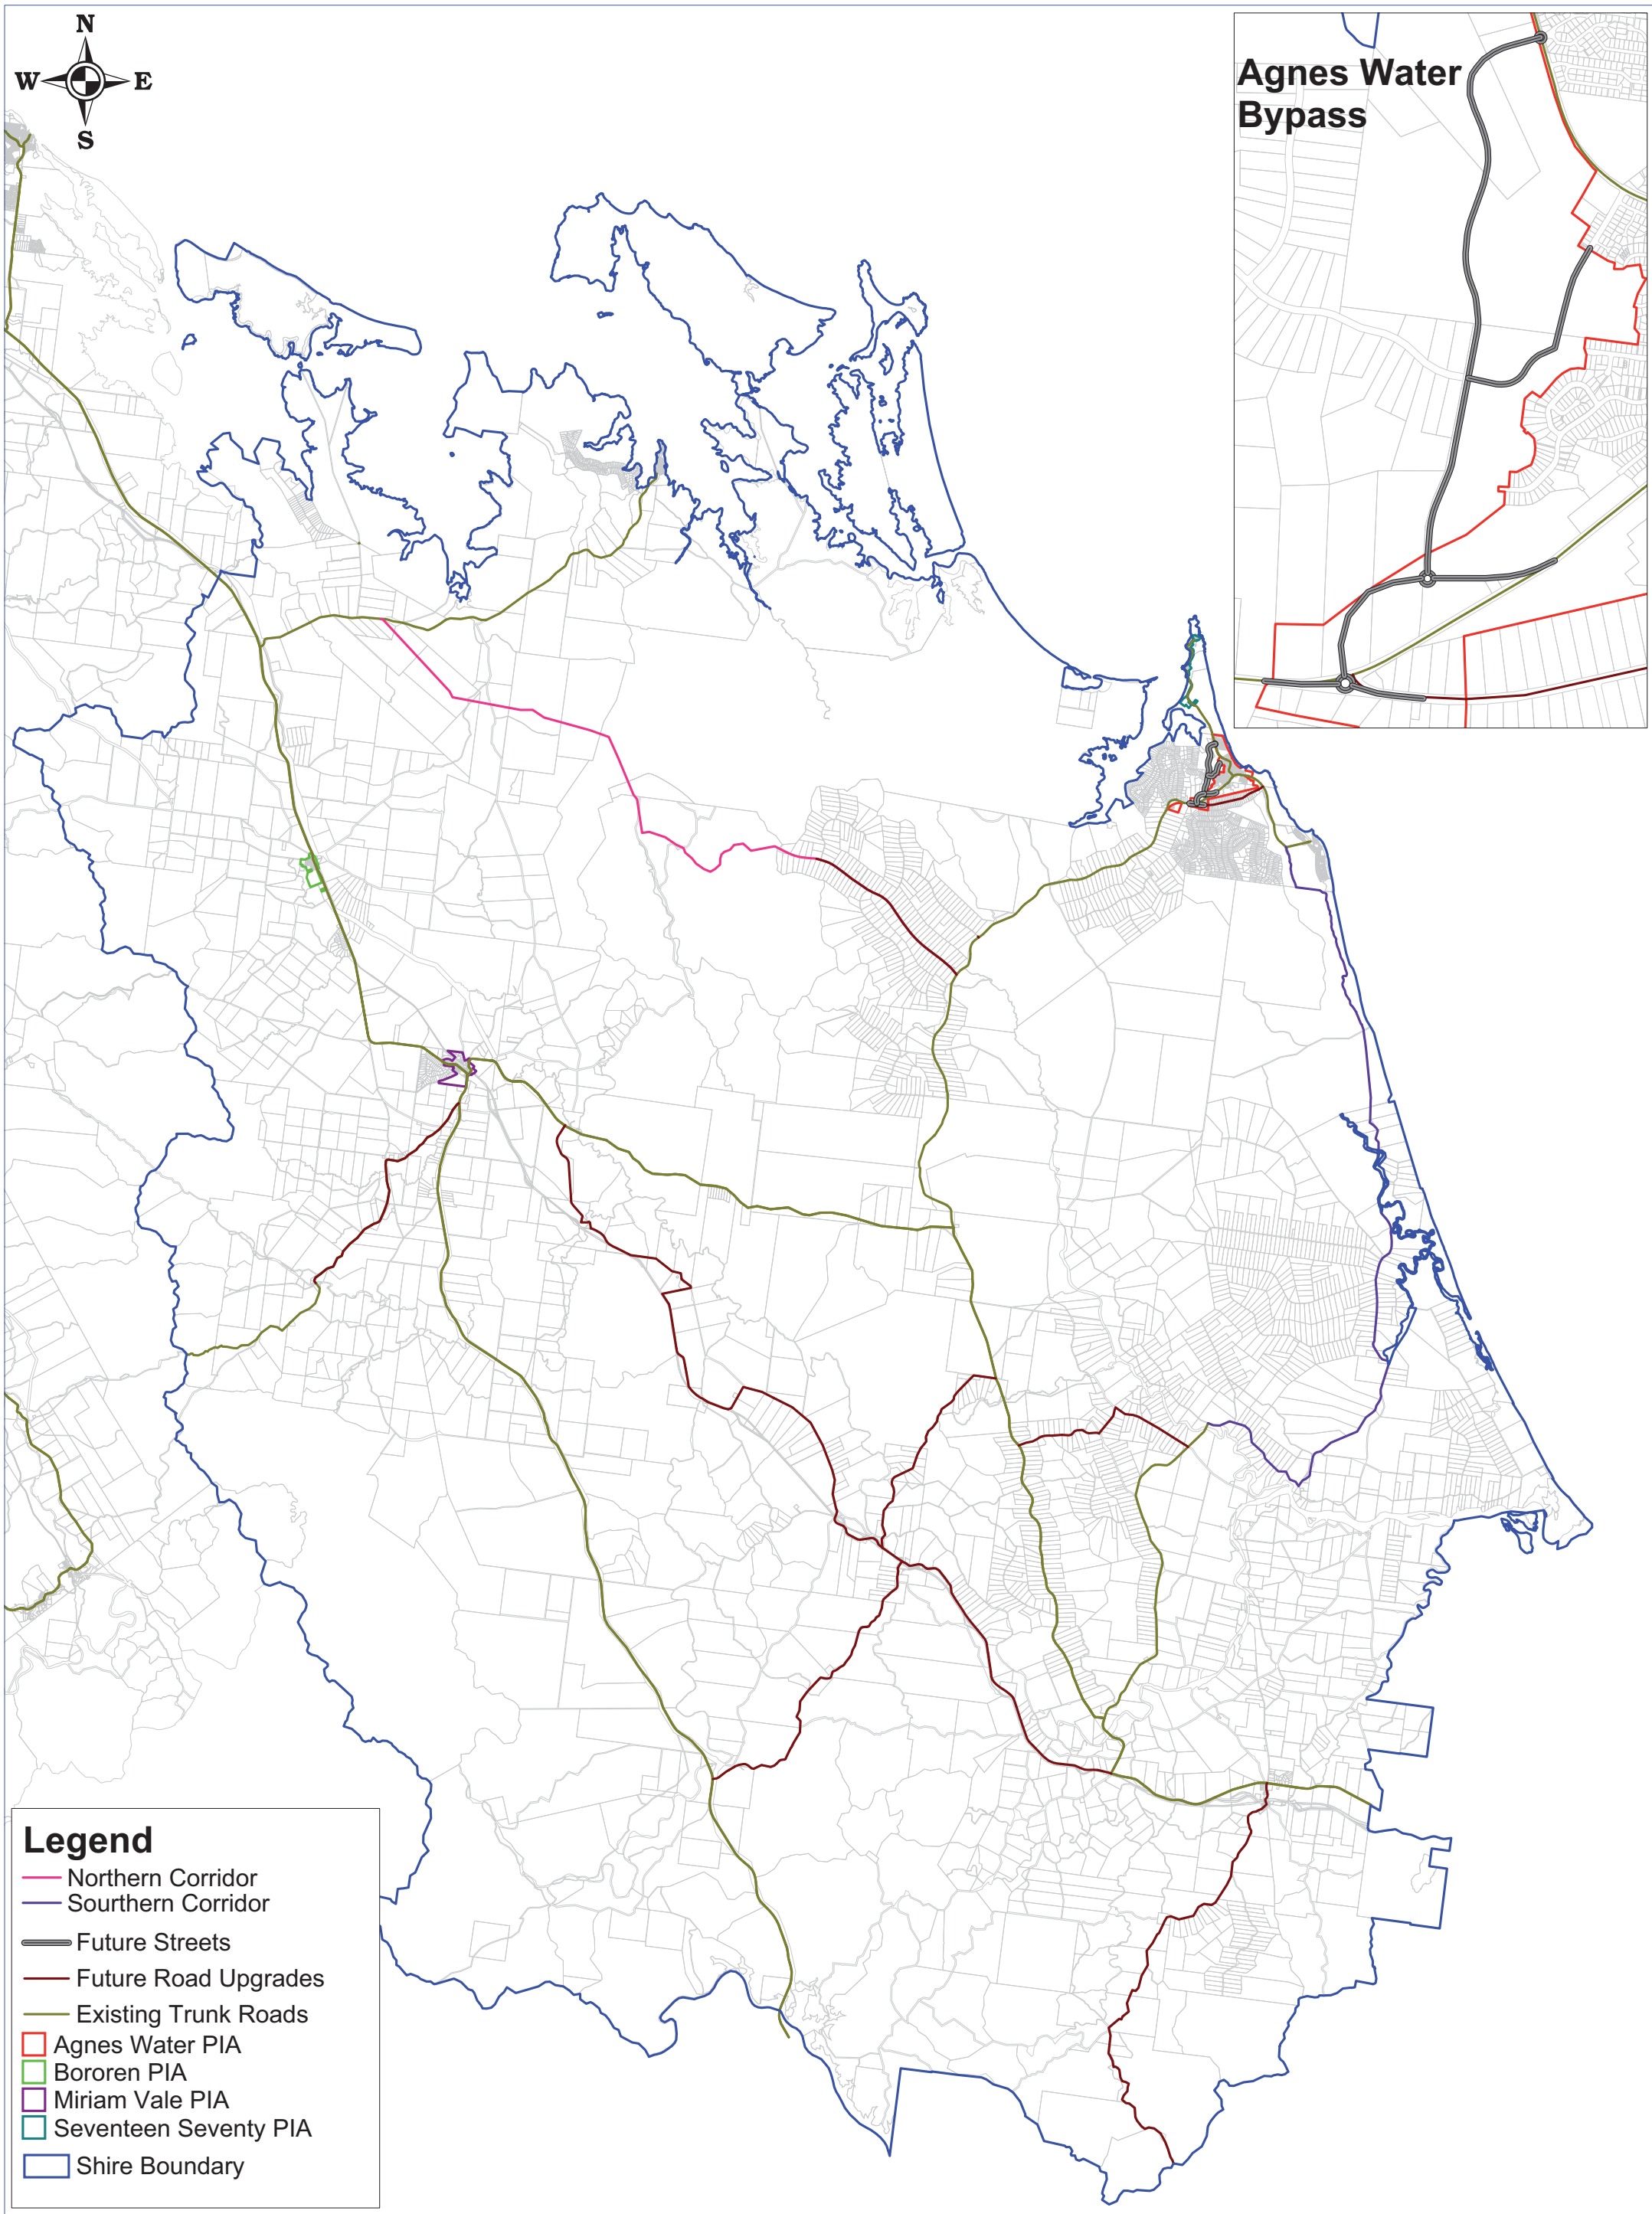 N
W E
S
Agnes Water
Bypass
Legend
Northern Corridor
Sourthern Corridor
Future Streets
Future Road Upgrades
Existing Trunk Roads
Agnes Water PIA
Bororen PIA
Miriam Vale PIA
Seventeen Seventy PIA
Shire Boundary